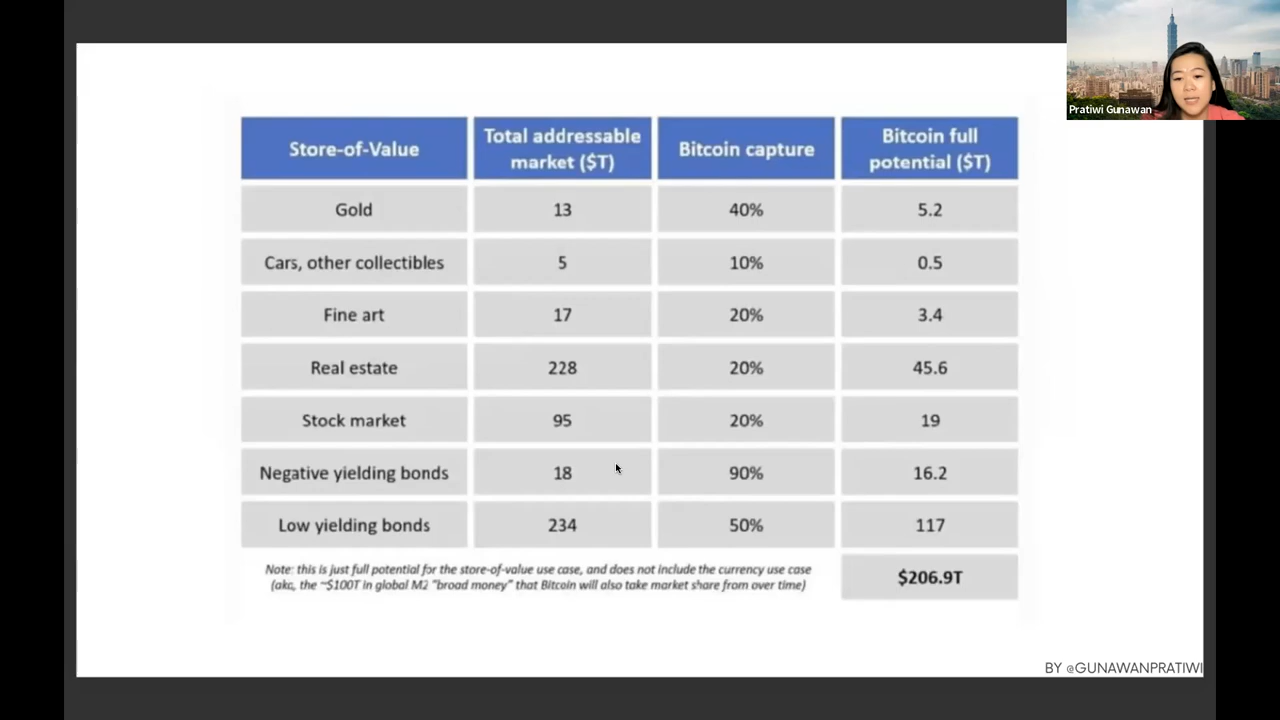 Pratiwi Gunawan
Store-of-Value
Total addressable
market ($T)
Bitcoin capture
Bitcoin full
potential ($T)
Gold 13 40% 5.2
Cars, other collectibles 5 10% 0.5
Fine art 17 20% 3.4
Real estate 228 20% 45.6
Stock market 95 20% 19
Negative yielding bonds 18 90% 16.2
Low yielding bonds 234 50% 117
Note: this is just full potential for the store-of-value use case, and does not include the currency use case
(aka, the ~$100T in global M2 "broad money" that Bitcoin will also take market share from over time)
$206.9T
BY @GUNAWANPRATIWI